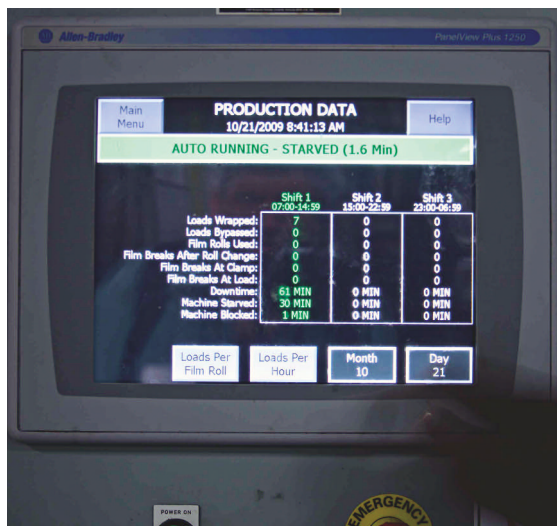 Allen-Bradley
PanelView Plus 1250
Main
Menu
PRODUCTION DATA
10/21/2009 8:41:13 AM
Help
AUTO RUNNING - STARVED (1.6 Min)
Shift 1 Shift 2 Shift 3
07:00-14:59 15:00-22:59 23:00-06:59
Loads Wrapped: 7 0 0
Loads Bypassed: 0 0 0
Film Rolls Used: 0 0 0
Film Breaks After Roll Change: 0 0 0
Film Breaks At Clamp: 0 0 0
Film Breaks At Load: 0 0 0
Downtime: 61 MIN 0 MIN 0 MIN
Machine Starved: 30 MIN 0 MIN 0 MIN
Machine Blocked: 1 MIN 0 MIN 0 MIN
Loads Per
Film Roll
Loads Per
Hour
Month
10
Day
21
POWER ON
EMERGENC